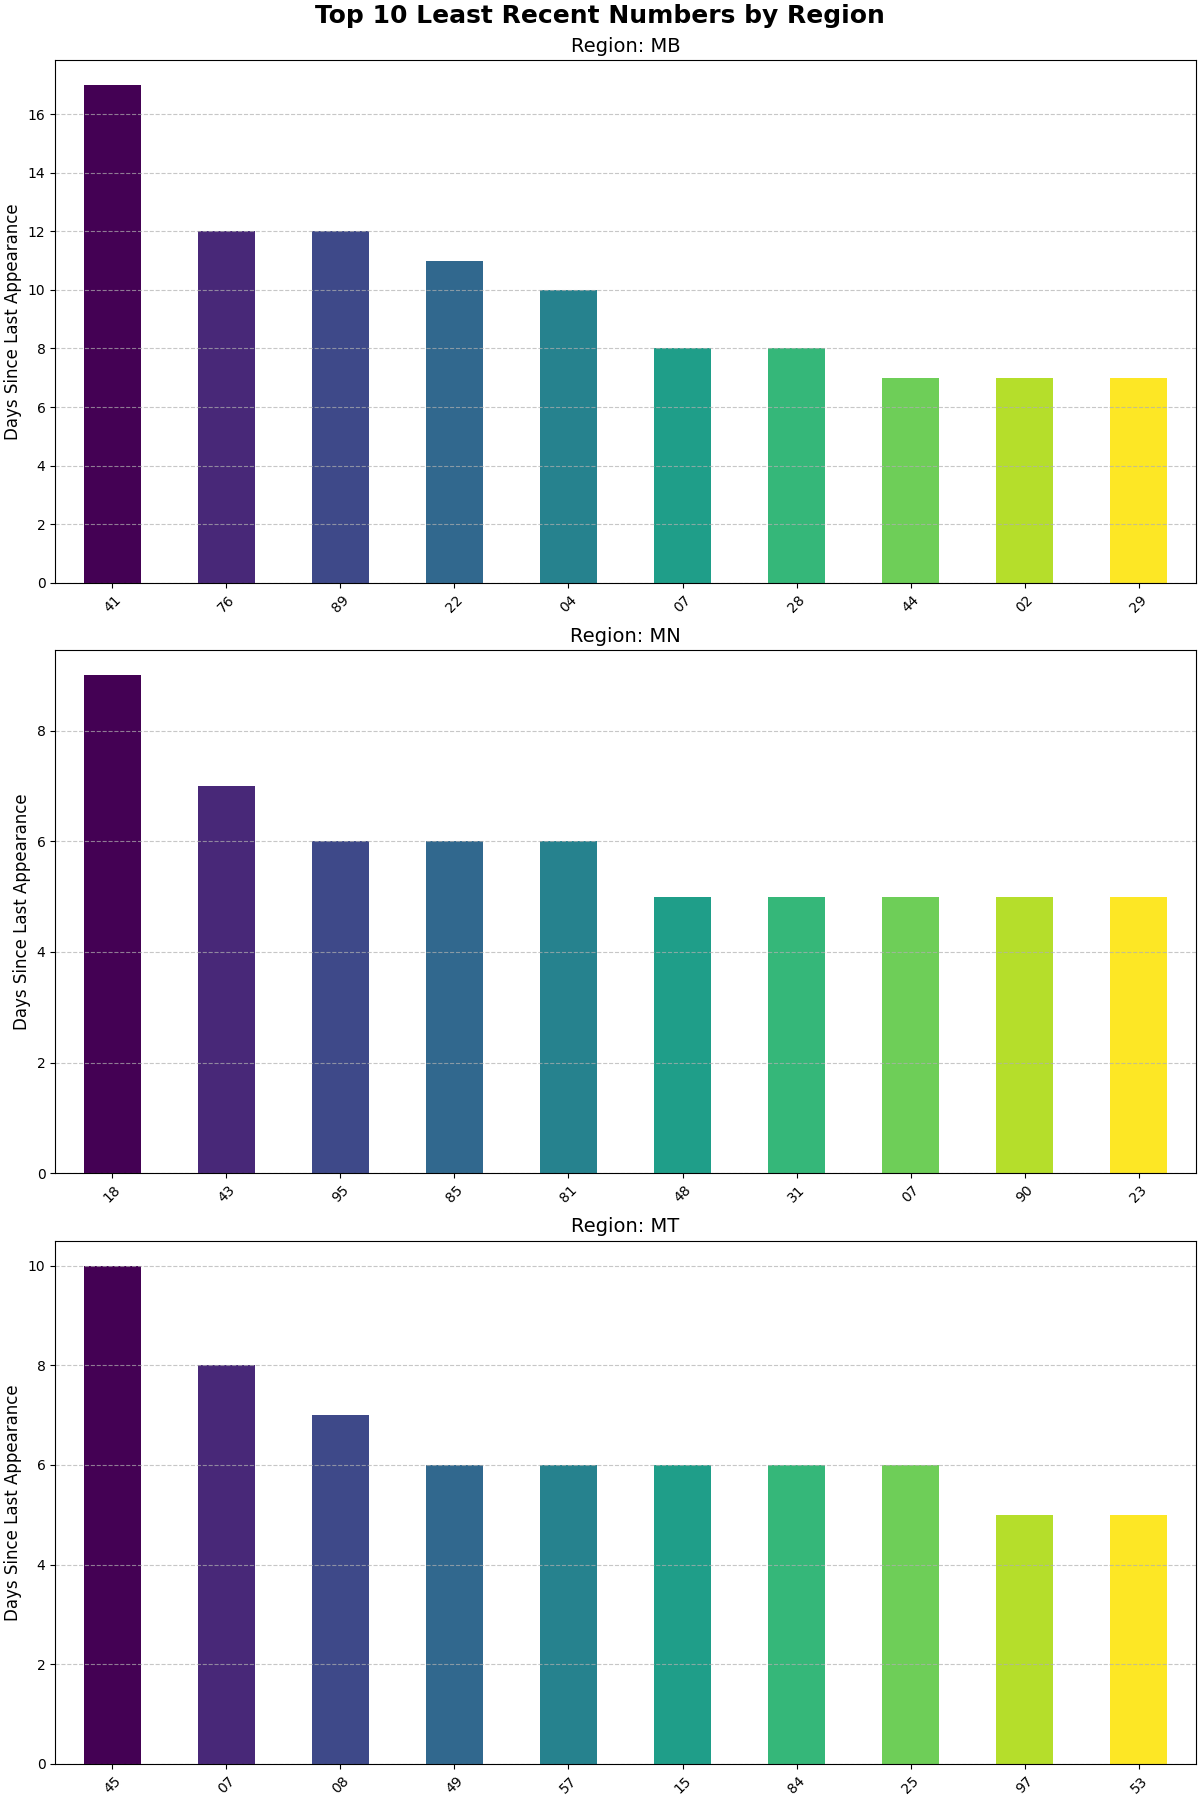 Top 10 Least Recent Numbers by Region
Region: MB
Days Since Last Appearance
16
14
12
10
8
6
4
2
0
41 76 89 22 04 07 28 44 02 29
Region: MN
Days Since Last Appearance
8
6
4
2
0
18 43 95 85 81 48 31 07 90 23
Region: MT
Days Since Last Appearance
10
8
6
4
2
0
45 07 08 49 57 15 84 25 97 53